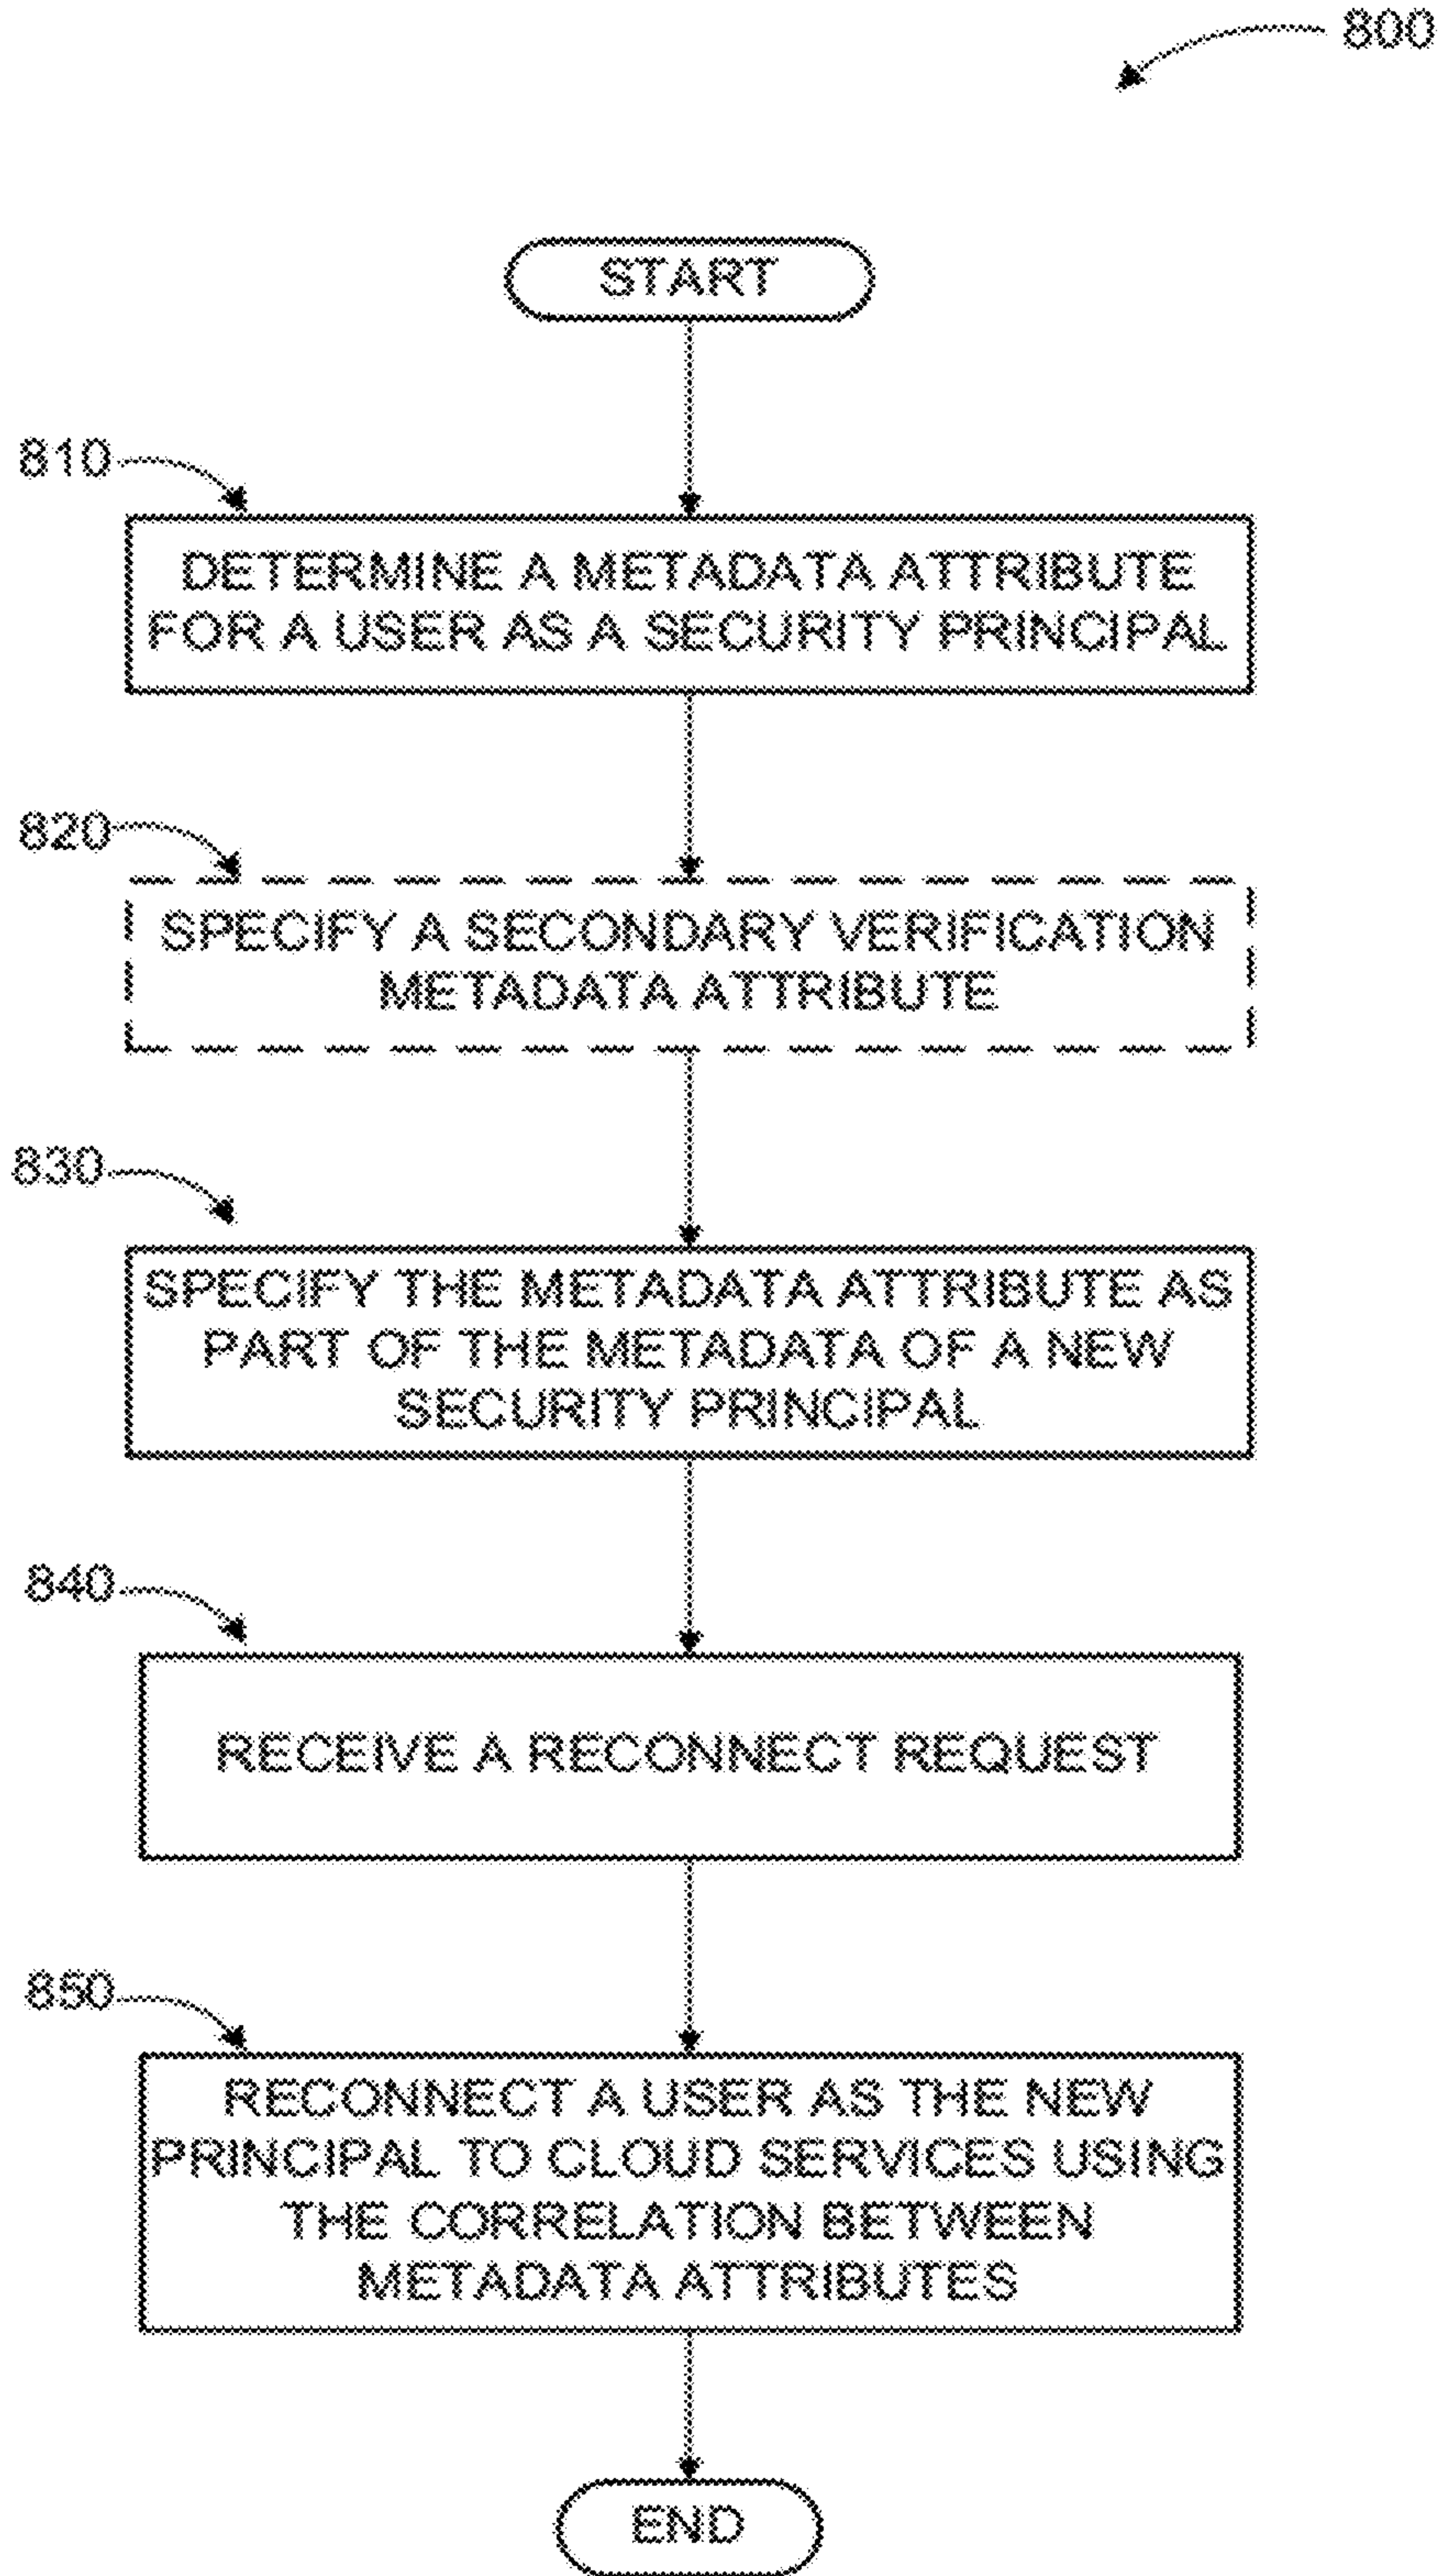 800
START
810
DETERMINE A METADATA ATTRIBUTE
FOR A USER AS A SECURITY PRINCIPAL
820
SPECIFY A SECONDARY VERIFICATION
METADATA ATTRIBUTE
830
SPECIFY THE METADATA ATTRIBUTE AS
PART OF THE METADATA OF A NEW
SECURITY PRINCIPAL
840
RECEIVE A RECONNECT REQUEST
850
RECONNECT A USER AS THE NEW
PRINCIPAL TO CLOUD SERVICES USING
THE CORRELATION BETWEEN
METADATA ATTRIBUTES
END